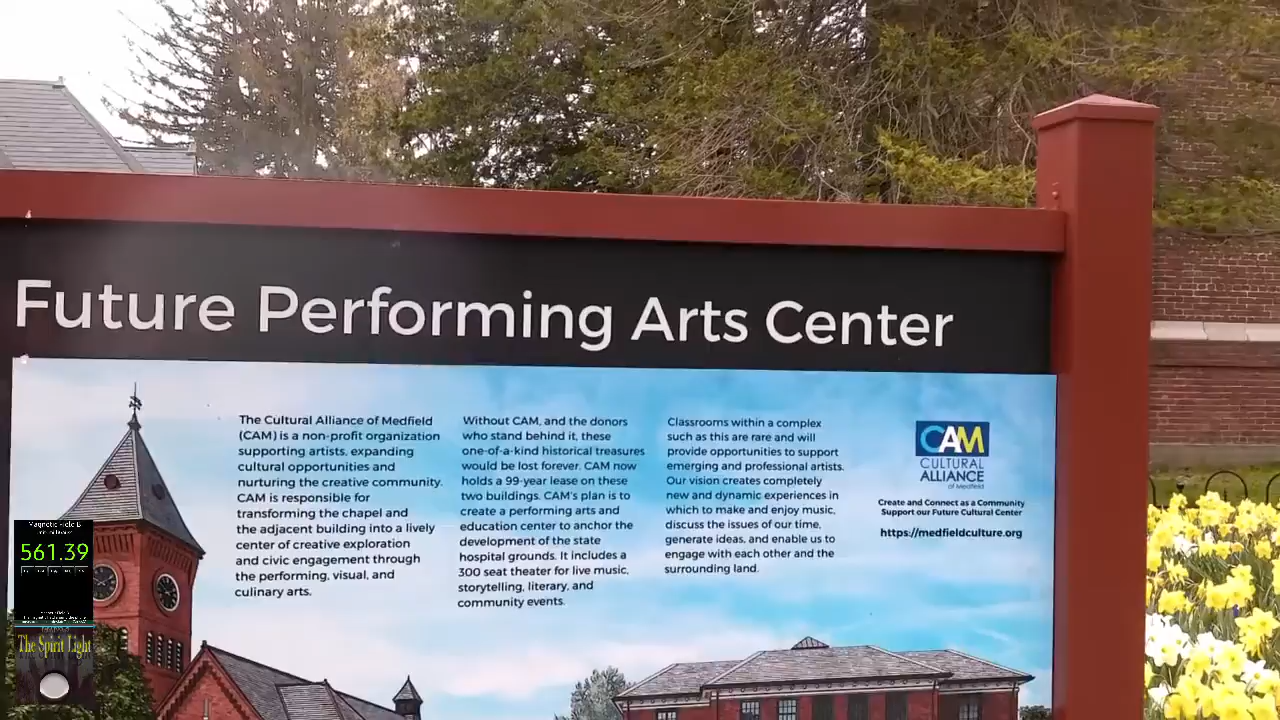 Future Performing Arts Center
The Cultural Alliance of Medfield
(CAM) is a non-profit organization
supporting artists, expanding
cultural opportunities and
nurturing the creative community.
CAM is responsible for
transforming the chapel and
the adjacent building into a lively
center of creative exploration
and civic engagement through
the performing, visual, and
culinary arts.
Without CAM, and the donors
who stand behind it, these
one-of-a-kind historical treasures
would be lost forever. CAM now
holds a 99-year lease on these
two buildings. CAM's plan is to
create a performing arts and
education center to anchor the
development of the state
hospital grounds. It includes a
300 seat theater for live music,
storytelling, literary, and
community events.
Classrooms within a complex
such as this are rare and will
provide opportunities to support
emerging and professional artists.
Our vision creates completely
new and dynamic experiences in
which to make and enjoy music,
discuss the issues of our time,
generate ideas, and enable us to
engage with each other and the
surrounding land.
CAM
CULTURAL
ALLIANCE
of Medfield
Create and Connect as a Community
Support our Future Cultural Center
https://medfieldculture.org
Magnetic Field B
561.39
The Spirit Light